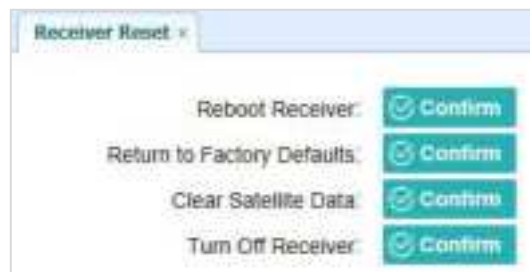 Receiver Reset ×
Reboot Receiver: Confirm
Return to Factory Defaults: Confirm
Clear Satellite Data: Confirm
Turn Off Receiver: Confirm